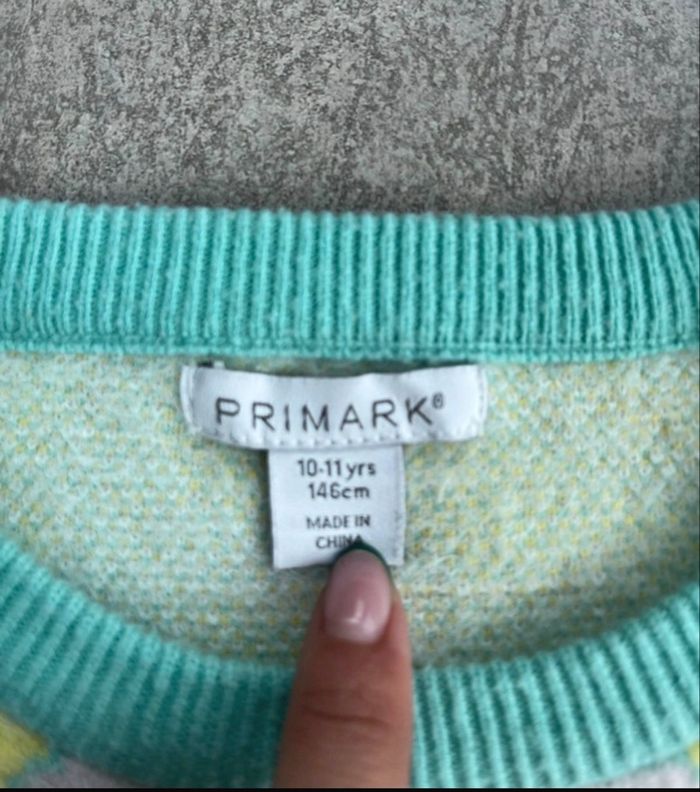 PRIMARK®
10-11 yrs
146cm
MADE IN
CHINA